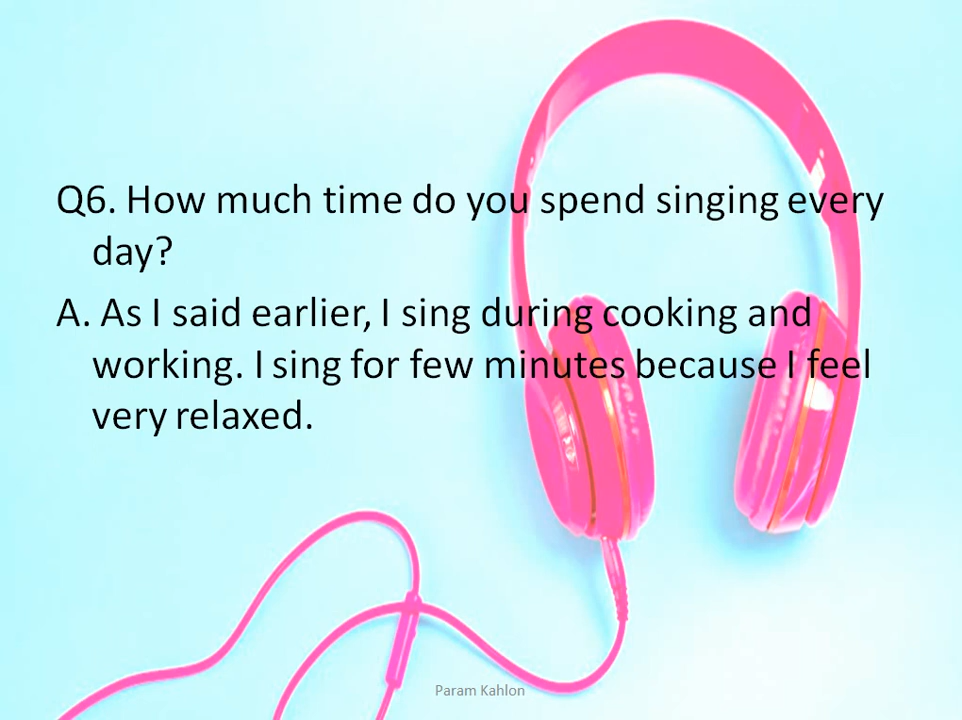 Q6. How much time do you spend singing every
day?
A. As I said earlier, I sing during cooking and
working. I sing for few minutes because I feel
very relaxed.
Param Kahlon